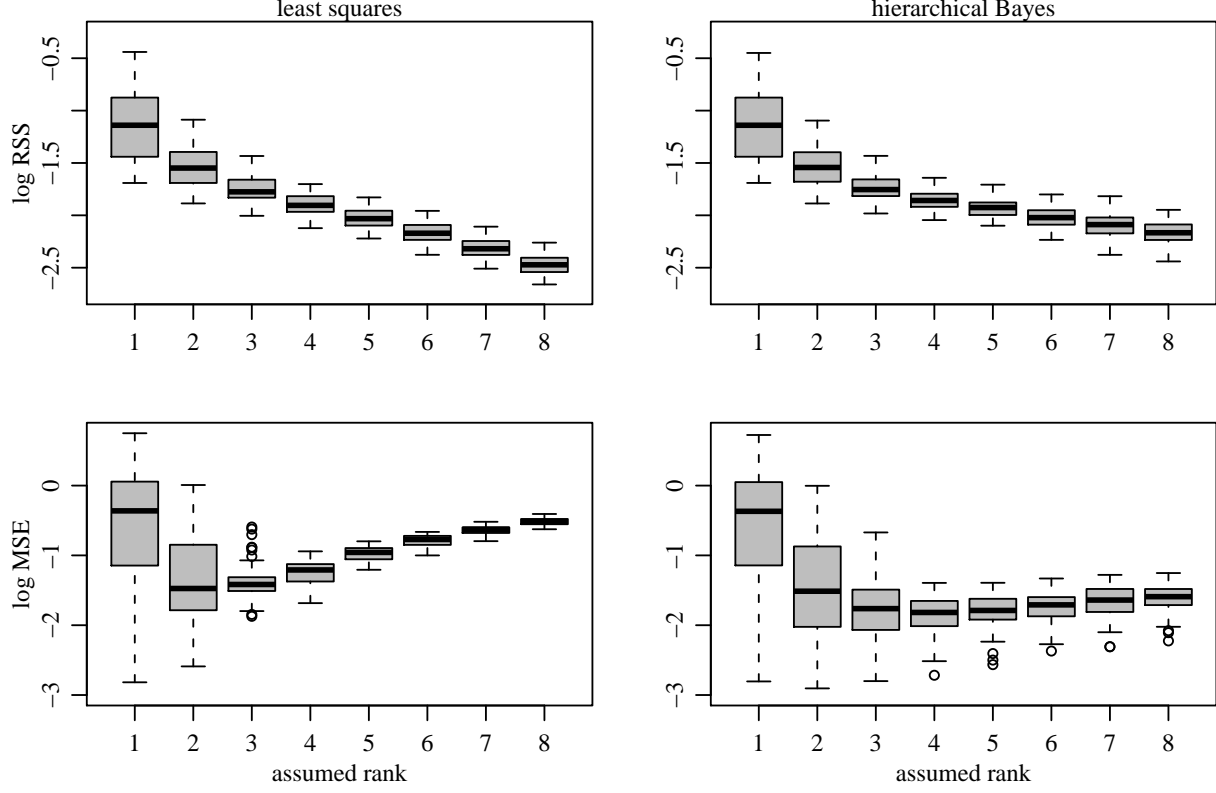 least squares
hierarchical Bayes
log RSS
−0.5
−1.5
−2.5
1 2 3 4 5 6 7 8
−0.5
−1.5
−2.5
1 2 3 4 5 6 7 8
log MSE
0
−1
−2
−3
1 2 3 4 5 6 7 8
assumed rank
0
−1
−2
−3
1 2 3 4 5 6 7 8
assumed rank